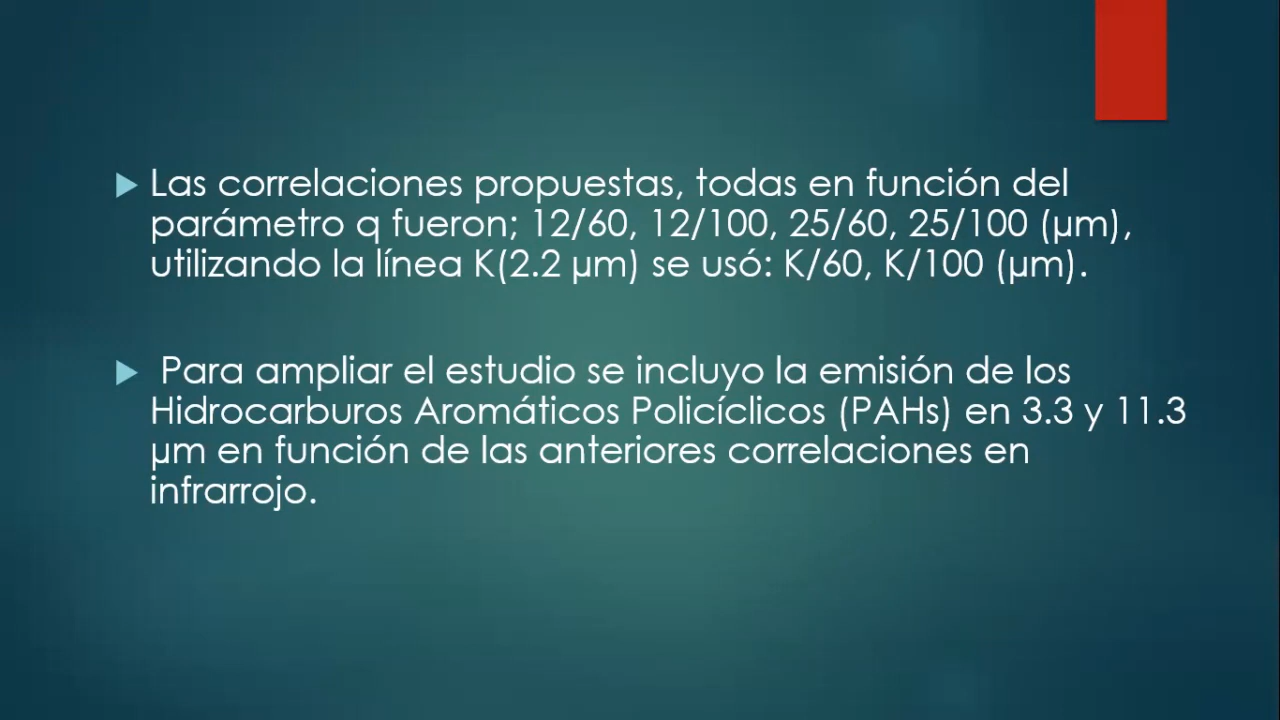 Las correlaciones propuestas, todas en función del
parámetro q fueron; 12/60, 12/100, 25/60, 25/100 (µm),
utilizando la línea K(2.2 µm) se usó: K/60, K/100 (µm).
Para ampliar el estudio se incluyo la emisión de los
Hidrocarburos Aromáticos Policíclicos (PAHs) en 3.3 y 11.3
µm en función de las anteriores correlaciones en
infrarrojo.